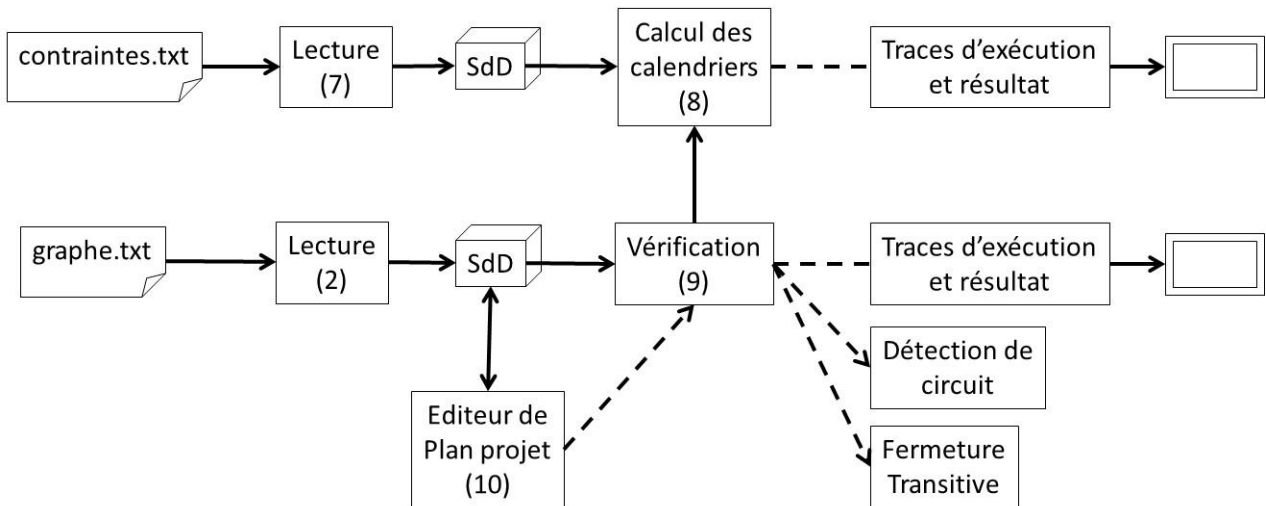 contraintes.txt
Lecture
(7)
SdD
Calcul des
calendriers
(8)
Traces d’exécution
et résultat
graphe.txt
Lecture
(2)
SdD
Vérification
(9)
Traces d’exécution
et résultat
Détection de
circuit
Editeur de
Plan projet
(10)
Fermeture
Transitive